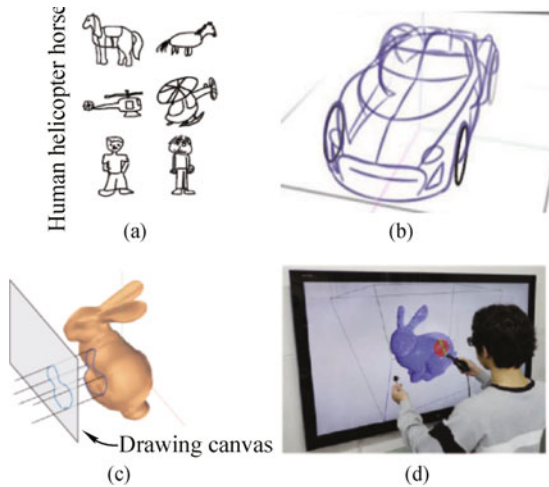 Human helicopter horse
(a)
(b)
Drawing canvas
(c)
(d)